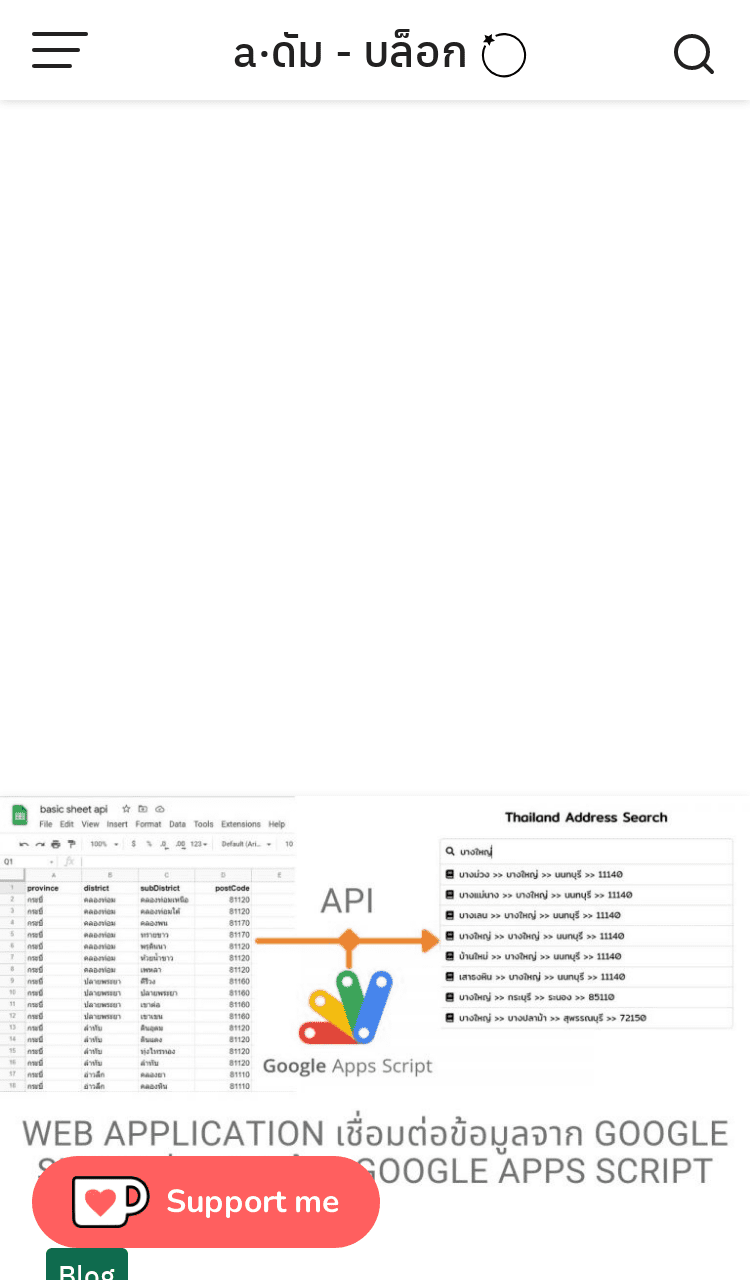 a·ดัม - บล็อก
basic sheet api
File Edit View Insert Format Data Tools Extensions Help
100% $ % .0 .00 123 Default (Ari... 10
Q1 fx
A B C D E
1 province district subDistrict postCode
2 กระบี่ คลองท่อม คลองท่อมเหนือ 81120
3 กระบี่ คลองท่อม คลองท่อมใต้ 81120
4 กระบี่ คลองท่อม คลองพน 81170
5 กระบี่ คลองท่อม ทรายขาว 81170
6 กระบี่ คลองท่อม พรุดินนา 81120
7 กระบี่ คลองท่อม ห้วยน้ำขาว 81120
8 กระบี่ คลองท่อม เพหลา 81120
9 กระบี่ ปลายพระยา คีรีวง 81160
10 กระบี่ ปลายพระยา ปลายพระยา 81160
11 กระบี่ ปลายพระยา เขาต่อ 81160
12 กระบี่ ปลายพระยา เขาเขน 81160
13 กระบี่ ลำทับ ดินอุดม 81120
14 กระบี่ ลำทับ ดินแดง 81120
15 กระบี่ ลำทับ ทุ่งไทรทอง 81120
16 กระบี่ ลำทับ ลำทับ 81120
17 กระบี่ อ่าวลึก คลองยา 81110
18 กระบี่ อ่าวลึก คลองหิน 81110
API
Google Apps Script
Thailand Address Search
บางใหญ่
บางม่วง >> บางใหญ่ >> นนทบุรี >> 11140
บางแม่นาง >> บางใหญ่ >> นนทบุรี >> 11140
บางเลน >> บางใหญ่ >> นนทบุรี >> 11140
บางใหญ่ >> บางใหญ่ >> นนทบุรี >> 11140
บ้านใหม่ >> บางใหญ่ >> นนทบุรี >> 11140
เสาธงหิน >> บางใหญ่ >> นนทบุรี >> 11140
บางใหญ่ >> กระบุรี >> ระนอง >> 85110
บางใหญ่ >> บางปลาม้า >> สุพรรณบุรี >> 72150
WEB APPLICATION เชื่อมต่อข้อมูลจาก GOOGLE
GOOGLE APPS SCRIPT
Support me
Blog